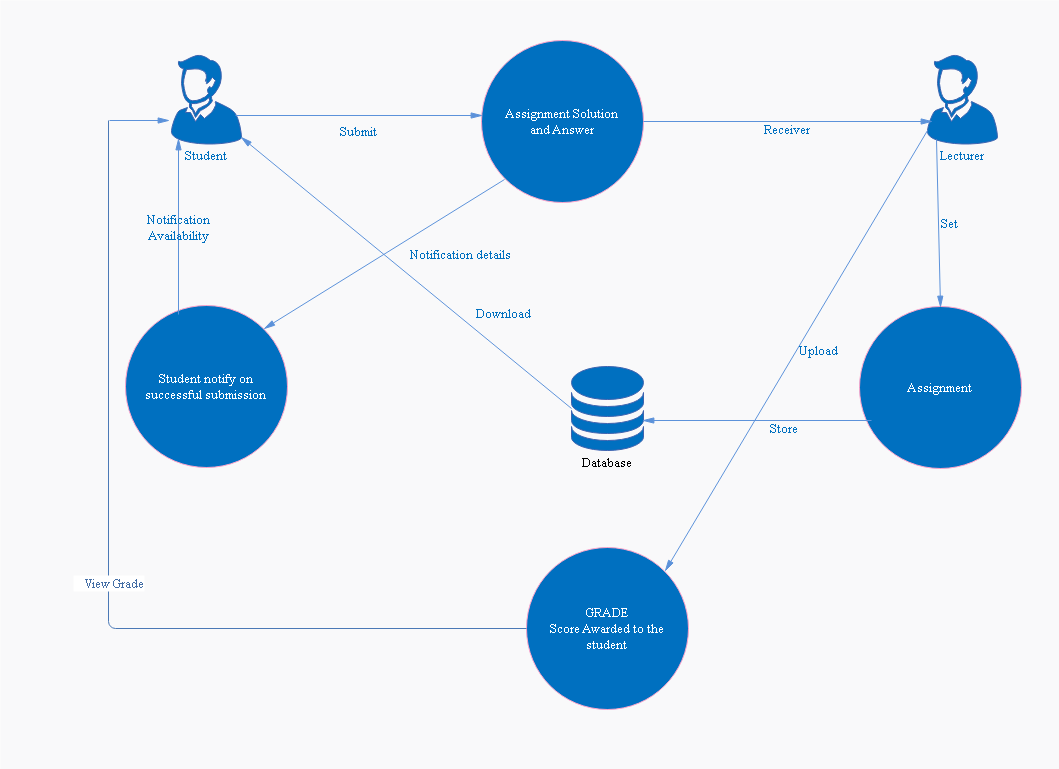 Assignment Solution
and Answer
Submit
Receiver
Student
Lecturer
Notification
Availability
Set
Notification details
Download
Upload
Student notify on
successful submission
Assignment
Store
Database
View Grade
GRADE
Score Awarded to the
student